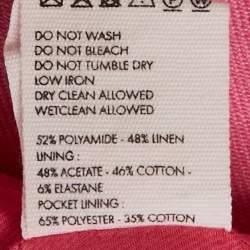 DO NOT WASH
DO NOT BLEACH
DO NOT TUMBLE DRY
LOW IRON
DRY CLEAN ALLOWED
WETCLEAN ALLOWED
52% POLYAMIDE - 48% LINEN
LINING :
48% ACETATE - 46% COTTON -
6% ELASTANE
POCKET LINING :
65% POLYESTER - 35% COTTON